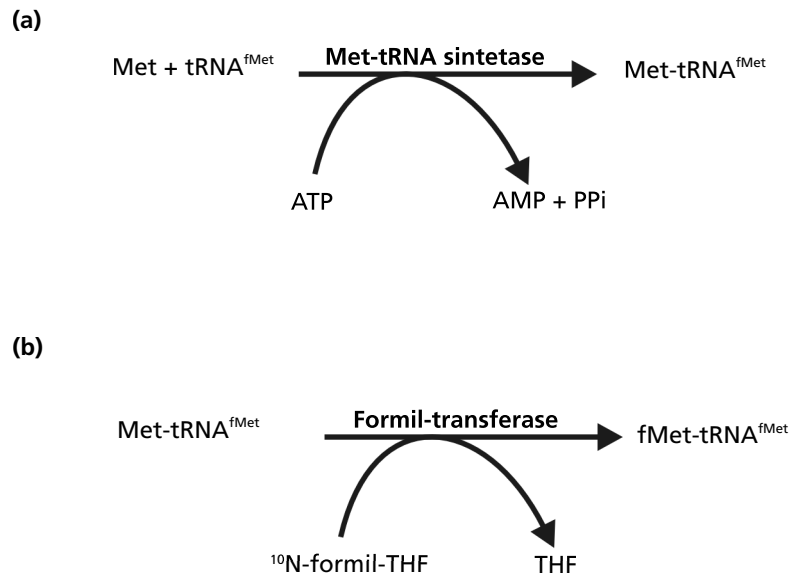 (a)
Met-tRNA sintetase
Met + tRNAᶠᴹᵉᵗ Met-tRNAᶠᴹᵉᵗ
ATP AMP + PPi
(b)
Formil-transferase
Met-tRNAᶠᴹᵉᵗ fMet-tRNAᶠᴹᵉᵗ
¹⁰N-formil-THF THF